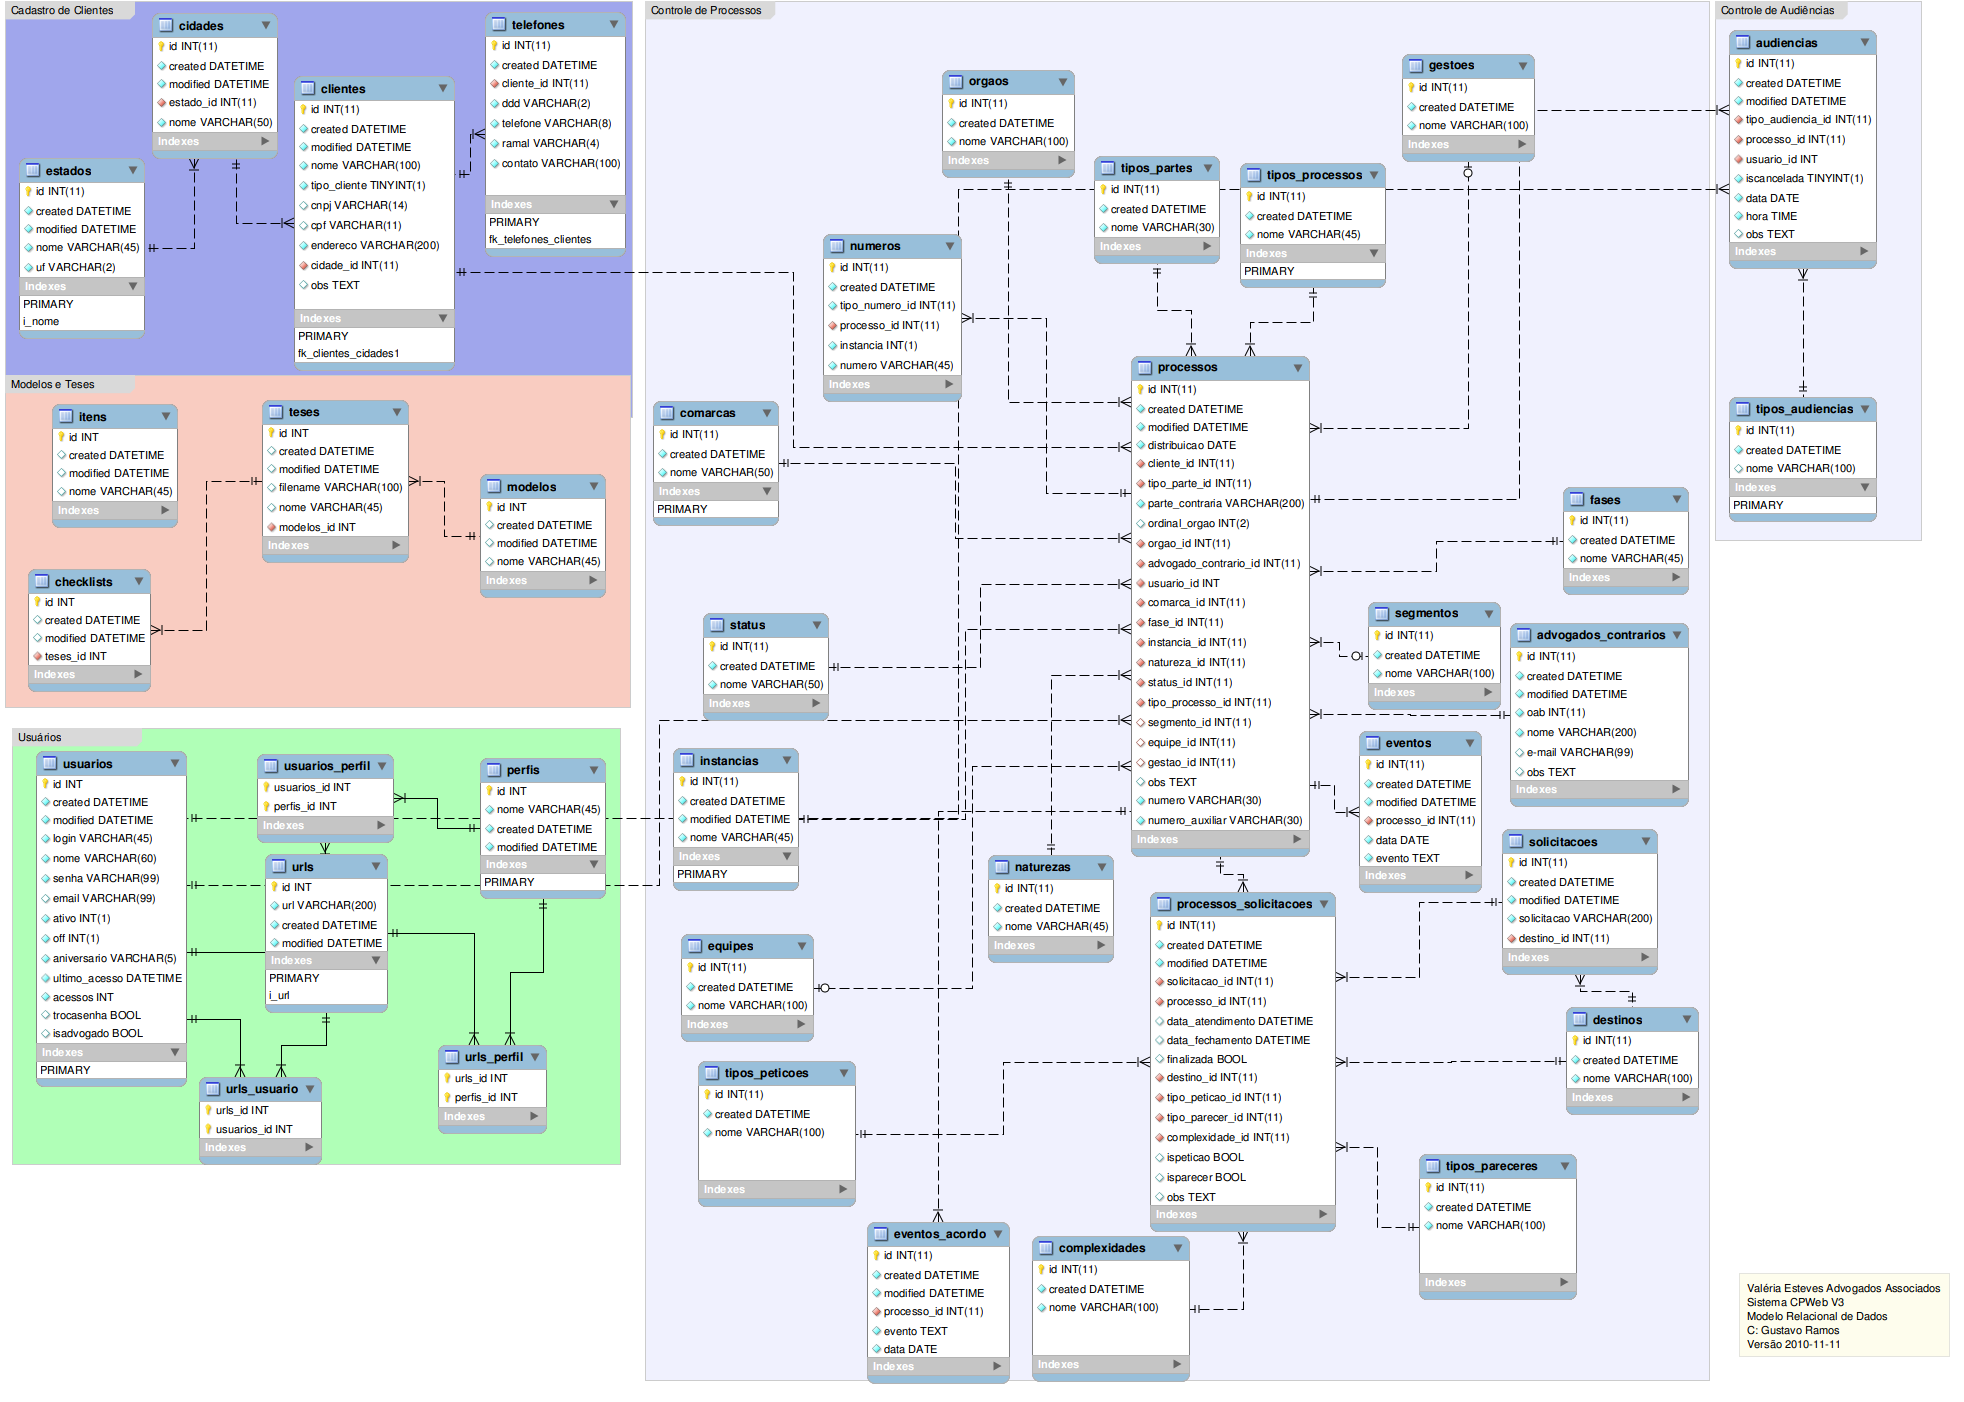 Cadastro de Clientes
cidades
id INT(11)
created DATETIME
modified DATETIME
estado_id INT(11)
nome VARCHAR(50)
Indexes
telefones
id INT(11)
created DATETIME
cliente_id INT(11)
ddd VARCHAR(2)
telefone VARCHAR(8)
ramal VARCHAR(4)
contato VARCHAR(100)
Indexes
PRIMARY
fk_telefones_clientes
clientes
id INT(11)
created DATETIME
modified DATETIME
nome VARCHAR(100)
tipo_cliente TINYINT(1)
cnpj VARCHAR(14)
cpf VARCHAR(11)
endereco VARCHAR(200)
cidade_id INT(11)
obs TEXT
Indexes
PRIMARY
fk_clientes_cidades1
estados
id INT(11)
created DATETIME
modified DATETIME
nome VARCHAR(45)
uf VARCHAR(2)
Indexes
PRIMARY
i_nome
Modelos e Teses
itens
id INT
created DATETIME
modified DATETIME
nome VARCHAR(45)
Indexes
teses
id INT
created DATETIME
modified DATETIME
filename VARCHAR(100)
nome VARCHAR(45)
modelos_id INT
Indexes
modelos
id INT
created DATETIME
modified DATETIME
nome VARCHAR(45)
Indexes
checklists
id INT
created DATETIME
modified DATETIME
teses_id INT
Indexes
Usuários
usuarios
id INT
created DATETIME
modified DATETIME
login VARCHAR(45)
nome VARCHAR(60)
senha VARCHAR(99)
email VARCHAR(99)
ativo INT(1)
off INT(1)
aniversario VARCHAR(5)
ultimo_acesso DATETIME
acessos INT
trocasenha BOOL
isadvogado BOOL
Indexes
PRIMARY
usuarios_perfil
usuarios_id INT
perfis_id INT
Indexes
perfis
id INT
nome VARCHAR(45)
created DATETIME
modified DATETIME
Indexes
PRIMARY
urls
id INT
url VARCHAR(200)
created DATETIME
modified DATETIME
Indexes
PRIMARY
i_url
urls_perfil
urls_id INT
perfis_id INT
Indexes
urls_usuario
urls_id INT
usuarios_id INT
Indexes
Controle de Processos
orgaos
id INT(11)
created DATETIME
nome VARCHAR(100)
Indexes
gestoes
id INT(11)
created DATETIME
nome VARCHAR(100)
Indexes
tipos_partes
id INT(11)
created DATETIME
nome VARCHAR(30)
Indexes
tipos_processos
id INT(11)
created DATETIME
nome VARCHAR(45)
Indexes
PRIMARY
numeros
id INT(11)
created DATETIME
tipo_numero_id INT(11)
processo_id INT(11)
instancia INT(1)
numero VARCHAR(45)
Indexes
comarcas
id INT(11)
created DATETIME
nome VARCHAR(50)
Indexes
PRIMARY
processos
id INT(11)
created DATETIME
modified DATETIME
distribuicao DATE
cliente_id INT(11)
tipo_parte_id INT(11)
parte_contraria VARCHAR(200)
ordinal_orgao INT(2)
orgao_id INT(11)
advogado_contrario_id INT(11)
usuario_id INT
comarca_id INT(11)
fase_id INT(11)
instancia_id INT(11)
natureza_id INT(11)
status_id INT(11)
tipo_processo_id INT(11)
segmento_id INT(11)
equipe_id INT(11)
gestao_id INT(11)
obs TEXT
numero VARCHAR(30)
numero_auxiliar VARCHAR(30)
Indexes
fases
id INT(11)
created DATETIME
nome VARCHAR(45)
Indexes
status
id INT(11)
created DATETIME
nome VARCHAR(50)
Indexes
segmentos
id INT(11)
created DATETIME
nome VARCHAR(100)
Indexes
advogados_contrarios
id INT(11)
created DATETIME
modified DATETIME
oab INT(11)
nome VARCHAR(200)
e-mail VARCHAR(99)
obs TEXT
Indexes
instancias
id INT(11)
created DATETIME
modified DATETIME
nome VARCHAR(45)
Indexes
PRIMARY
eventos
id INT(11)
created DATETIME
modified DATETIME
processo_id INT(11)
data DATE
evento TEXT
Indexes
naturezas
id INT(11)
created DATETIME
nome VARCHAR(45)
Indexes
solicitacoes
id INT(11)
created DATETIME
modified DATETIME
solicitacao VARCHAR(200)
destino_id INT(11)
Indexes
processos_solicitacoes
id INT(11)
created DATETIME
modified DATETIME
solicitacao_id INT(11)
processo_id INT(11)
data_atendimento DATETIME
data_fechamento DATETIME
finalizada BOOL
destino_id INT(11)
tipo_peticao_id INT(11)
tipo_parecer_id INT(11)
complexidade_id INT(11)
ispeticao BOOL
isparecer BOOL
obs TEXT
Indexes
equipes
id INT(11)
created DATETIME
nome VARCHAR(100)
Indexes
destinos
id INT(11)
created DATETIME
nome VARCHAR(100)
Indexes
tipos_peticoes
id INT(11)
created DATETIME
nome VARCHAR(100)
Indexes
tipos_pareceres
id INT(11)
created DATETIME
nome VARCHAR(100)
Indexes
eventos_acordo
id INT(11)
created DATETIME
modified DATETIME
processo_id INT(11)
evento TEXT
data DATE
Indexes
complexidades
id INT(11)
created DATETIME
nome VARCHAR(100)
Indexes
Controle de Audiências
audiencias
id INT(11)
created DATETIME
modified DATETIME
tipo_audiencia_id INT(11)
processo_id INT(11)
usuario_id INT
iscancelada TINYINT(1)
data DATE
hora TIME
obs TEXT
Indexes
tipos_audiencias
id INT(11)
created DATETIME
nome VARCHAR(100)
Indexes
PRIMARY
Valéria Esteves Advogados Associados
Sistema CPWeb V3
Modelo Relacional de Dados
C: Gustavo Ramos
Versão 2010-11-11